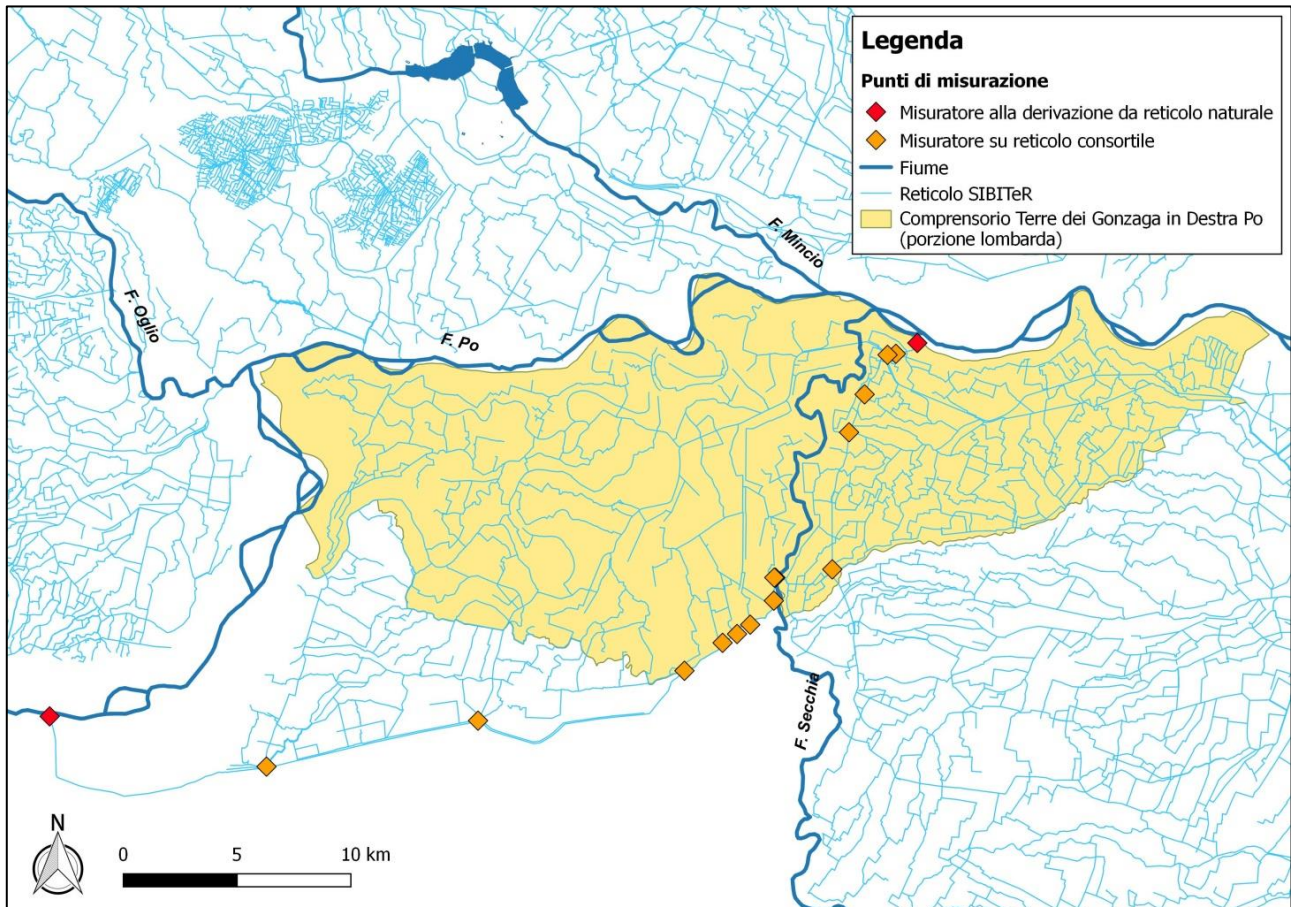 Legenda
Punti di misurazione
Misuratore alla derivazione da reticolo naturale
Misuratore su reticolo consortile
Fiume
Reticolo SIBITeR
Comprensorio Terre dei Gonzaga in Destra Po
(porzione lombarda)
F. Mincio
F. Oglio
F. Po
F. Secchia
N
0 5 10 km